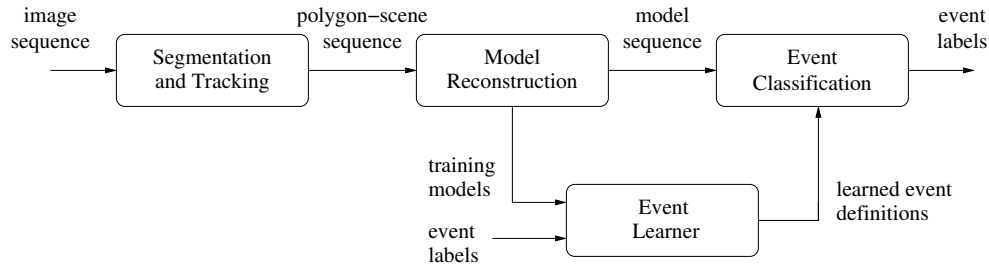 image
sequence
Segmentation
and Tracking
polygon−scene
sequence
Model
Reconstruction
model
sequence
Event
Classification
event
labels
training
models
event
labels
Event
Learner
learned event
definitions